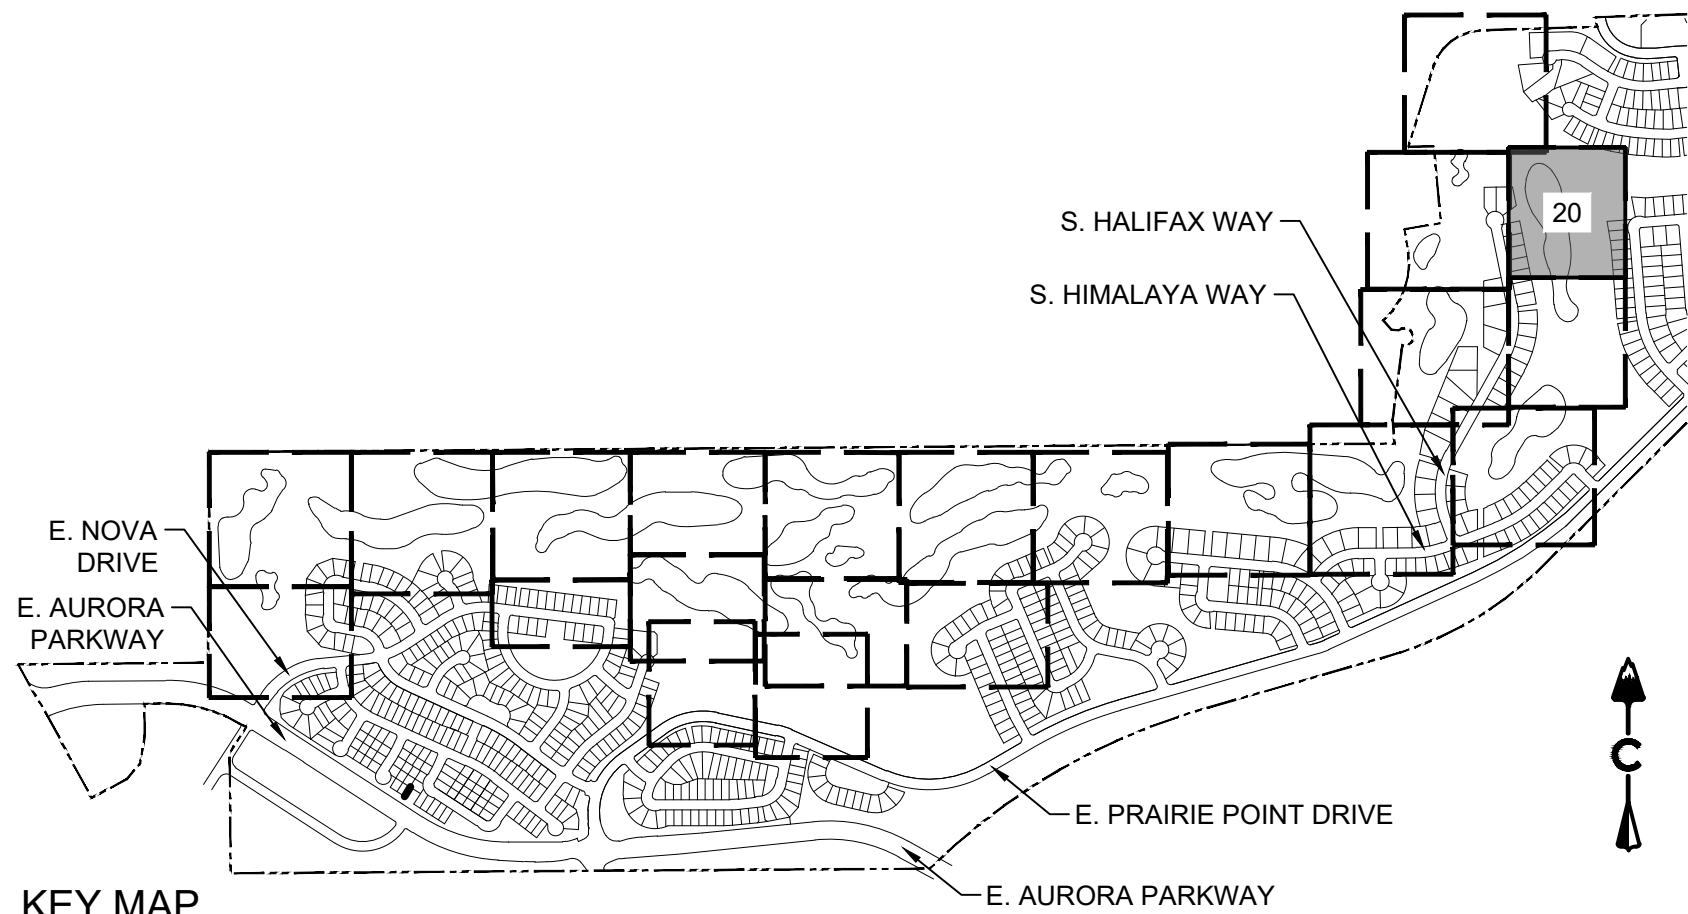 20
S. HALIFAX WAY
S. HIMALAYA WAY
E. NOVA
DRIVE
E. AURORA
PARKWAY
E. PRAIRIE POINT DRIVE
E. AURORA PARKWAY
KEY MAP
C